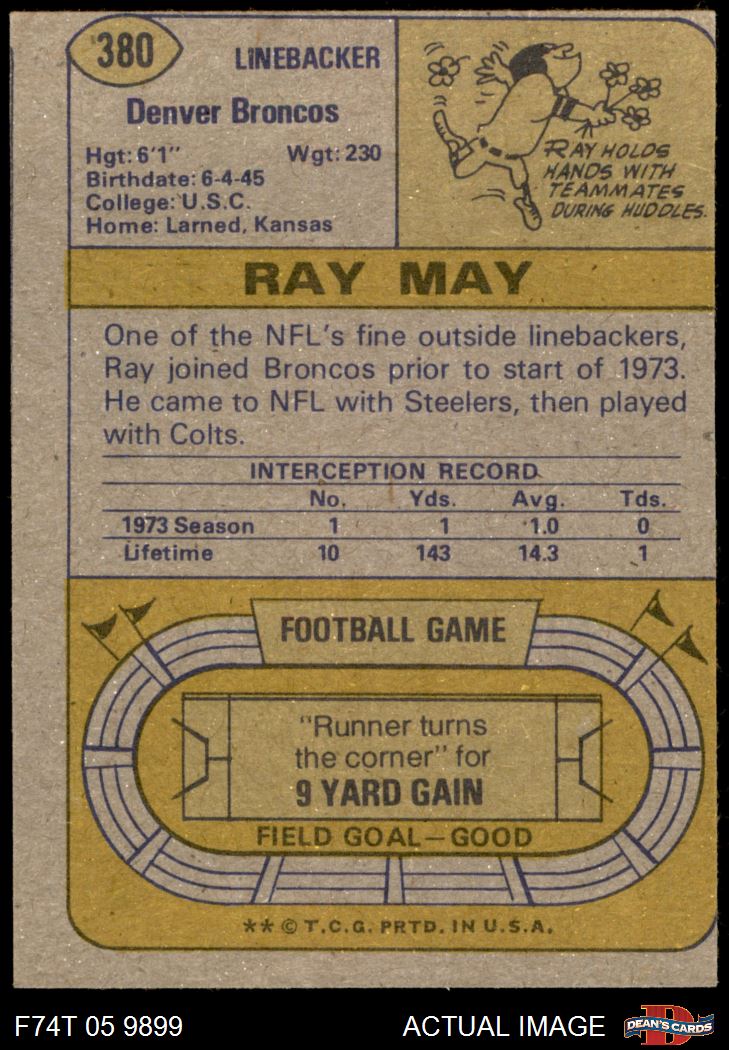 380
LINEBACKER
Denver Broncos
Hgt: 6'1" Wgt: 230
Birthdate: 6-4-45
College: U.S.C.
Home: Larned, Kansas
RAY HOLDS
HANDS WITH
TEAMMATES
DURING HUDDLES.
RAY MAY
One of the NFL's fine outside linebackers,
Ray joined Broncos prior to start of 1973.
He came to NFL with Steelers, then played
with Colts.
INTERCEPTION RECORD
No. Yds. Avg. Tds.
1973 Season 1 1 1.0 0
Lifetime 10 143 14.3 1
FOOTBALL GAME
"Runner turns
the corner" for
9 YARD GAIN
FIELD GOAL—GOOD
** © T.C.G. PRTD. IN U.S.A.
F74T 05 9899 ACTUAL IMAGE
D
DEAN'S CARDS